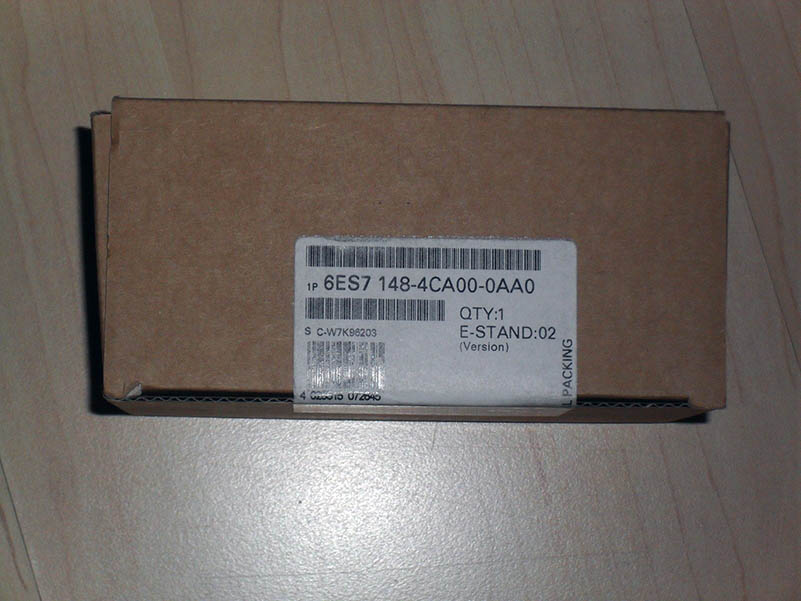 1P 6ES7 148-4CA00-0AA0
QTY:1
S C-W7K96203
E-STAND:02
(Version)
L PACKING